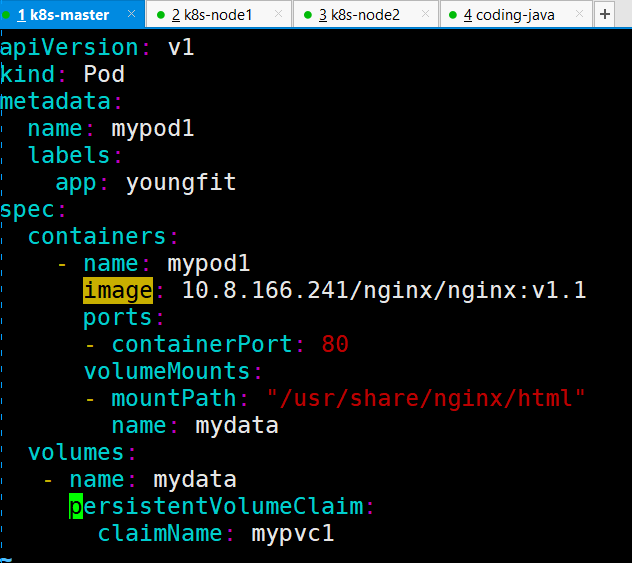 1 k8s-master × 2 k8s-node1 × 3 k8s-node2 × 4 coding-java × +
apiVersion: v1
kind: Pod
metadata:
  name: mypod1
  labels:
    app: youngfit
spec:
  containers:
    - name: mypod1
      image: 10.8.166.241/nginx/nginx:v1.1
      ports:
      - containerPort: 80
      volumeMounts:
      - mountPath: "/usr/share/nginx/html"
        name: mydata
  volumes:
   - name: mydata
     persistentVolumeClaim:
       claimName: mypvc1
~